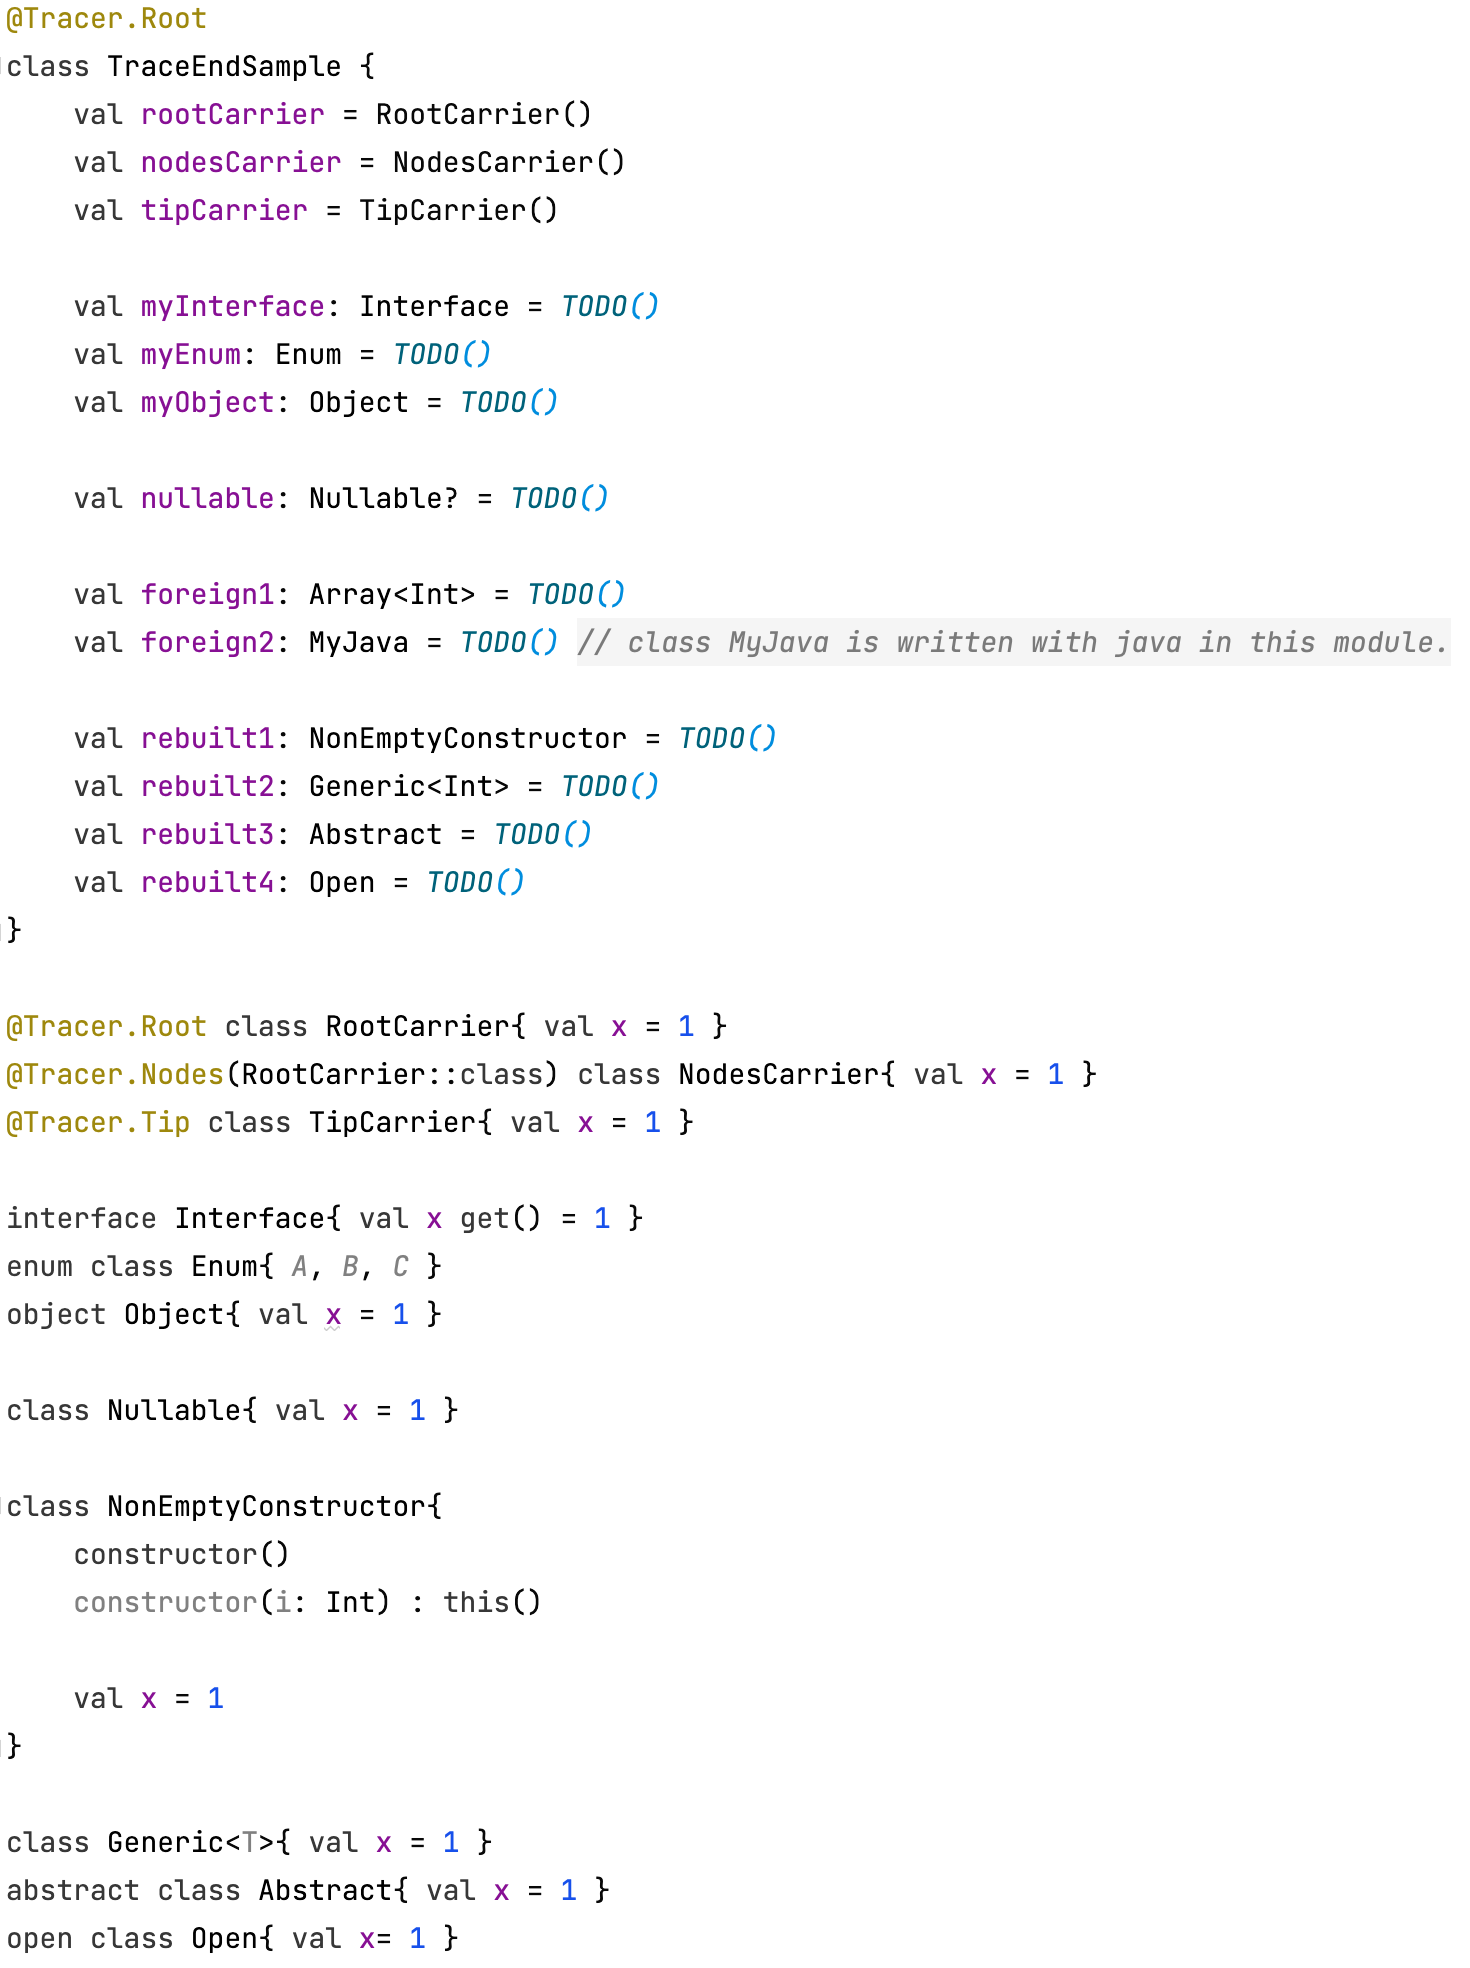 @Tracer.Root
class TraceEndSample {
    val rootCarrier = RootCarrier()
    val nodesCarrier = NodesCarrier()
    val tipCarrier = TipCarrier()

    val myInterface: Interface = TODO()
    val myEnum: Enum = TODO()
    val myObject: Object = TODO()

    val nullable: Nullable? = TODO()

    val foreign1: Array<Int> = TODO()
    val foreign2: MyJava = TODO() // class MyJava is written with java in this module.

    val rebuilt1: NonEmptyConstructor = TODO()
    val rebuilt2: Generic<Int> = TODO()
    val rebuilt3: Abstract = TODO()
    val rebuilt4: Open = TODO()
}

@Tracer.Root class RootCarrier{ val x = 1 }
@Tracer.Nodes(RootCarrier::class) class NodesCarrier{ val x = 1 }
@Tracer.Tip class TipCarrier{ val x = 1 }

interface Interface{ val x get() = 1 }
enum class Enum{ A, B, C }
object Object{ val x = 1 }

class Nullable{ val x = 1 }

class NonEmptyConstructor{
    constructor()
    constructor(i: Int) : this()

    val x = 1
}

class Generic<T>{ val x = 1 }
abstract class Abstract{ val x = 1 }
open class Open{ val x= 1 }